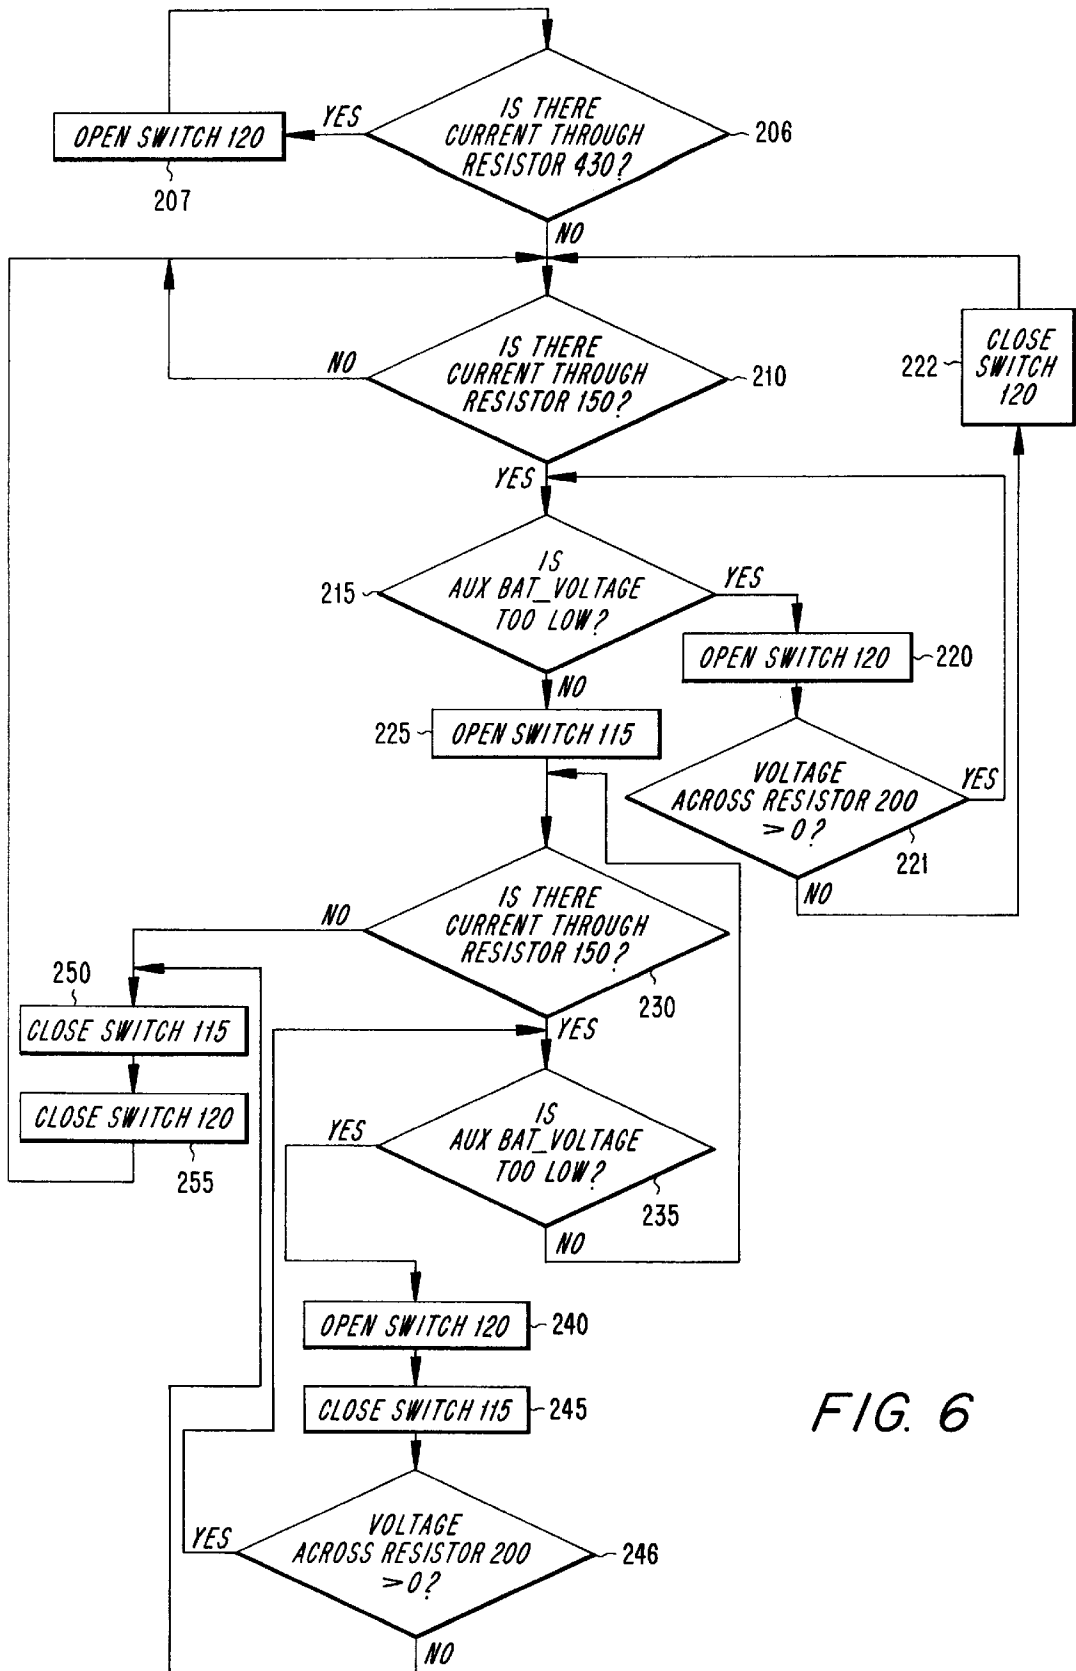 IS THERE
CURRENT THROUGH
RESISTOR 430?
YES
206
OPEN SWITCH 120
207
NO
IS THERE
CURRENT THROUGH
RESISTOR 150?
NO
210
CLOSE
SWITCH
120
222
YES
IS
AUX BAT_VOLTAGE
TOO LOW?
215
YES
OPEN SWITCH 120
220
NO
225
OPEN SWITCH 115
VOLTAGE
ACROSS RESISTOR 200
> 0?
YES
221
NO
IS THERE
CURRENT THROUGH
RESISTOR 150?
NO
230
250
CLOSE SWITCH 115
YES
CLOSE SWITCH 120
255
IS
AUX BAT_VOLTAGE
TOO LOW?
YES
235
NO
OPEN SWITCH 120
240
CLOSE SWITCH 115
245
FIG. 6
VOLTAGE
ACROSS RESISTOR 200
> 0?
YES
246
NO